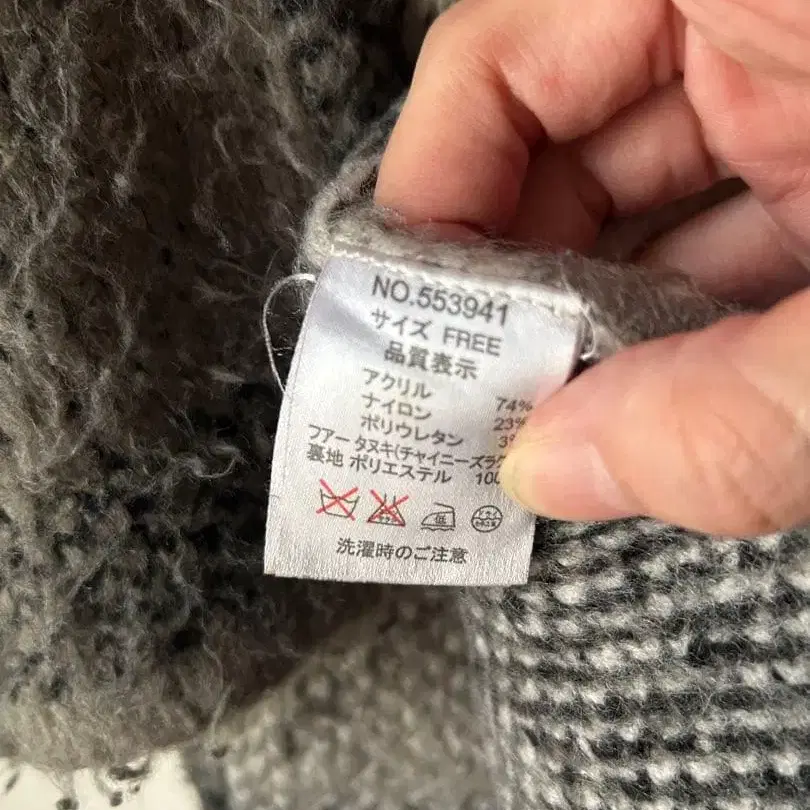 NO.553941
サイズ FREE
品質表示
アクリル 74%
ナイロン 23%
ポリウレタン 3
ファー タヌキ(チャイニーズラ
裏地 ポリエステル 10
低
洗濯時のご注意